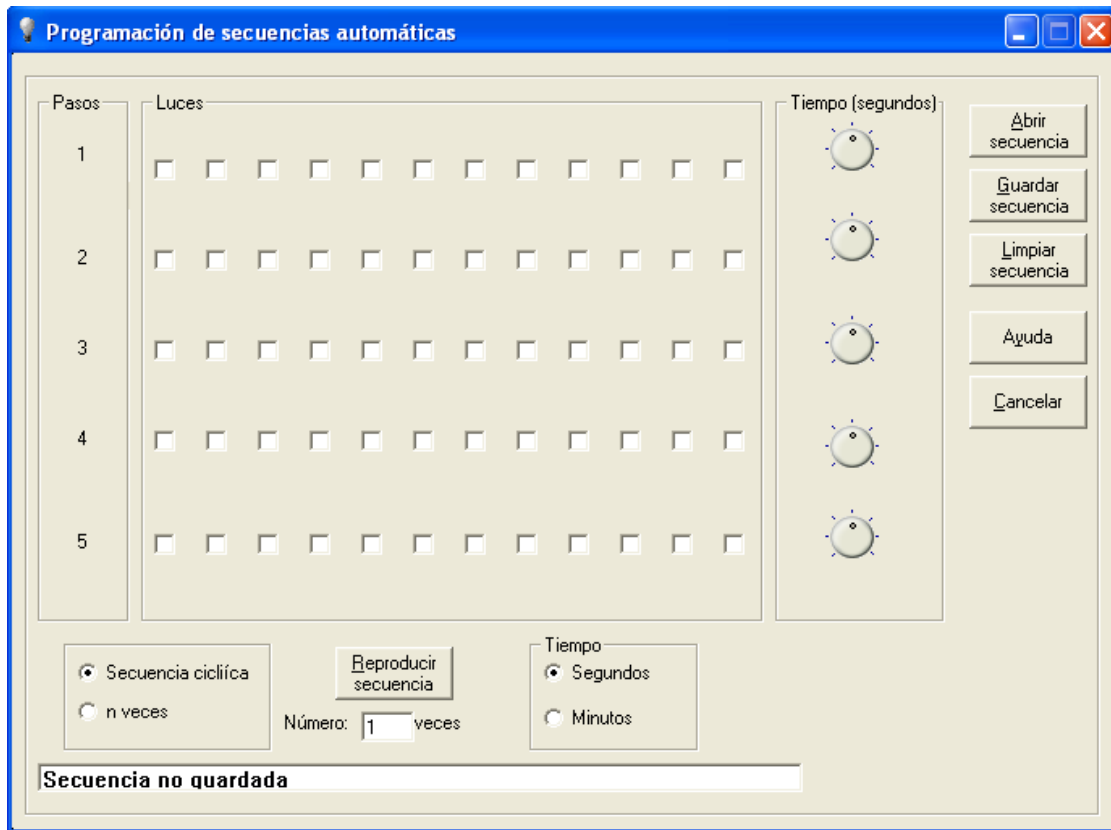 Programación de secuencias automáticas
Pasos
Luces
Tiempo (segundos)
1
2
3
4
5
Abrir
secuencia
Guardar
secuencia
Limpiar
secuencia
Ayuda
Cancelar
Secuencia ciclíica
n veces
Reproducir
secuencia
Número: 1 veces
Tiempo
Segundos
Minutos
Secuencia no guardada